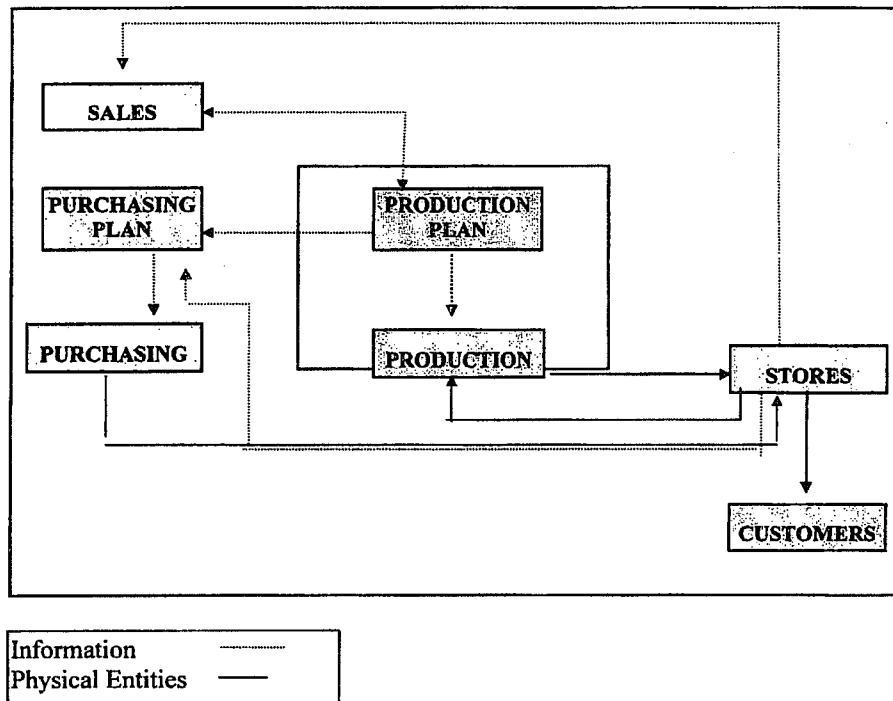 SALES
PURCHASING
PLAN
PRODUCTION
PLAN
PURCHASING
PRODUCTION
STORES
CUSTOMERS
Information
Physical Entities